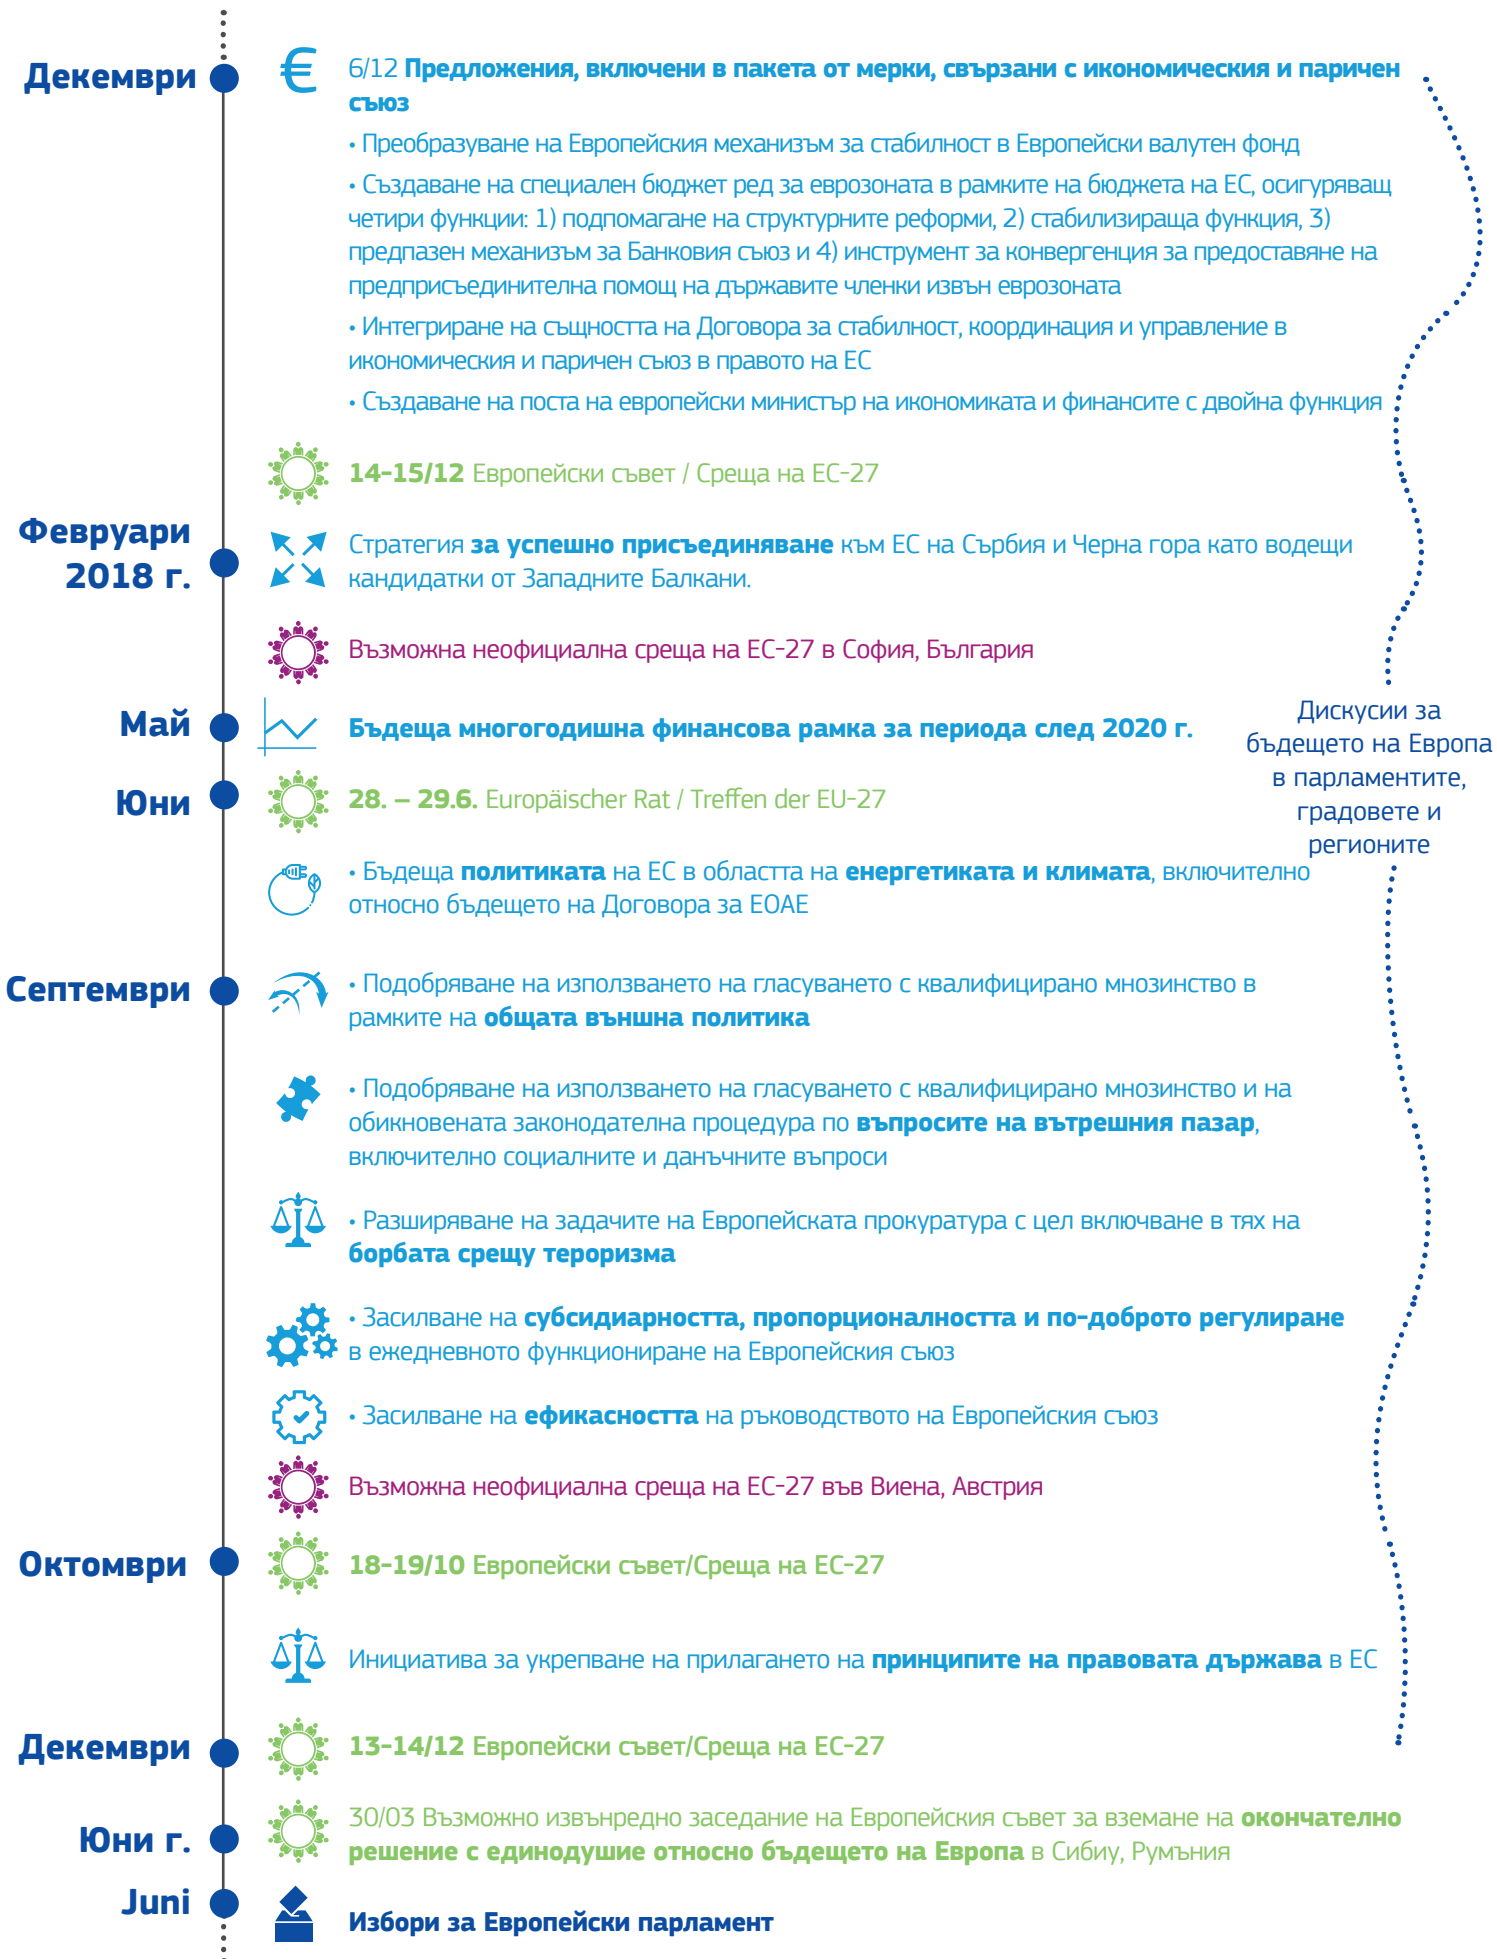 Декември
6/12 Предложения, включени в пакета от мерки, свързани с икономическия и паричен
съюз
• Преобразуване на Европейския механизъм за стабилност в Европейски валутен фонд
• Създаване на специален бюджет ред за еврозоната в рамките на бюджета на ЕС, осигуряващ
четири функции: 1) подпомагане на структурните реформи, 2) стабилизираща функция, 3)
предпазен механизъм за Банковия съюз и 4) инструмент за конвергенция за предоставяне на
предприсъединителна помощ на държавите членки извън еврозоната
• Интегриране на същността на Договора за стабилност, координация и управление в
икономическия и паричен съюз в правото на ЕС
• Създаване на поста на европейски министър на икономиката и финансите с двойна функция
14-15/12 Европейски съвет / Среща на ЕС-27
Февруари
2018 г.
Стратегия за успешно присъединяване към ЕС на Сърбия и Черна гора като водещи
кандидатки от Западните Балкани.
Възможна неофициална среща на ЕС-27 в София, България
Май
Бъдеща многогодишна финансова рамка за периода след 2020 г.
Дискусии за
бъдещето на Европа
в парламентите,
градовете и
регионите
Юни
28. – 29.6. Europäischer Rat / Treffen der EU-27
• Бъдеща политиката на ЕС в областта на енергетиката и климата, включително
относно бъдещето на Договора за ЕОАЕ
Септември
• Подобряване на използването на гласуването с квалифицирано мнозинство в
рамките на общата външна политика
• Подобряване на използването на гласуването с квалифицирано мнозинство и на
обикновената законодателна процедура по въпросите на вътрешния пазар,
включително социалните и данъчните въпроси
• Разширяване на задачите на Европейската прокуратура с цел включване в тях на
борбата срещу тероризма
• Засилване на субсидиарността, пропорционалността и по-доброто регулиране
в ежедневното функциониране на Европейския съюз
• Засилване на ефикасността на ръководството на Европейския съюз
Възможна неофициална среща на ЕС-27 във Виена, Австрия
Октомври
18-19/10 Европейски съвет/Среща на ЕС-27
Инициатива за укрепване на прилагането на принципите на правовата държава в ЕС
Декември
13-14/12 Европейски съвет/Среща на ЕС-27
Юни г.
30/03 Възможно извънредно заседание на Европейския съвет за вземане на окончателно
решение с единодушие относно бъдещето на Европа в Сибиу, Румъния
Juni
Избори за Европейски парламент